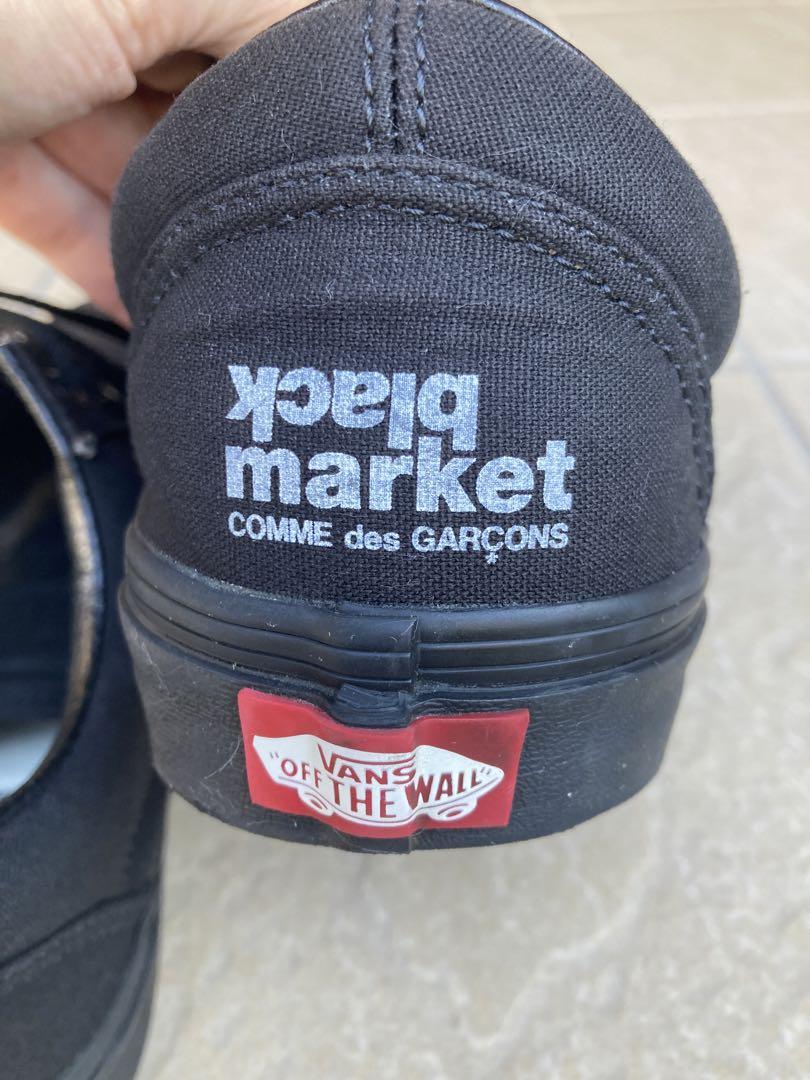 black
market
COMME des GARÇONS
VANS
"OFF THE WALL"